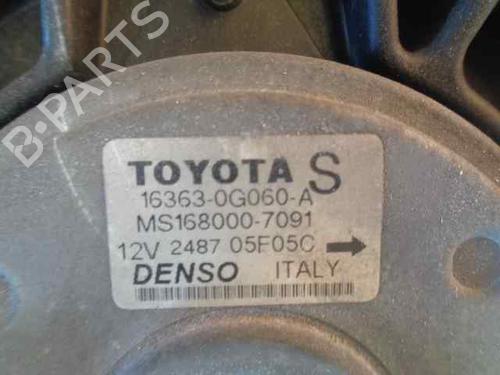 B-PARTS
TOYOTA S
16363-0G060-A
MS168000-7091
12V 2487 05F05C →
DENSO ITALY